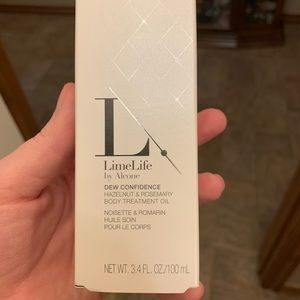 L
LimeLife
by Alcone
DEW CONFIDENCE
HAZELNUT & ROSEMARY
BODY TREATMENT OIL
NOISETTE & ROMARIN
HUILE SOIN
POUR LE CORPS
NET WT. 3.4 FL. OZ./100 mL